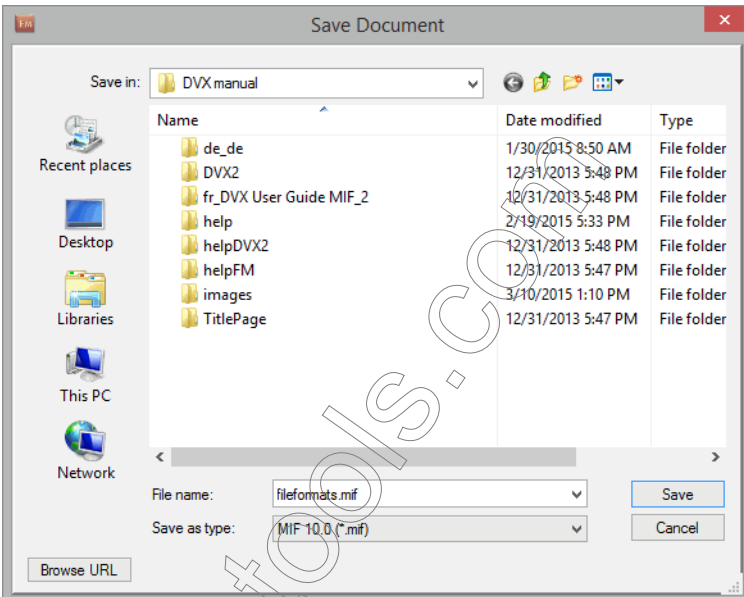 FM Save Document
Save in: DVX manual
Name Date modified Type
de_de 1/30/2015 8:50 AM File folder
DVX2 12/31/2013 5:48 PM File folder
fr_DVX User Guide MIF_2 12/31/2013 5:48 PM File folder
help 2/19/2015 5:33 PM File folder
helpDVX2 12/31/2013 5:48 PM File folder
helpFM 12/31/2013 5:47 PM File folder
images 3/10/2015 1:10 PM File folder
TitlePage 12/31/2013 5:47 PM File folder
Recent places
Desktop
Libraries
This PC
Network
File name: fileformats.mif Save
Save as type: MIF 10.0 (*.mif) Cancel
Browse URL
tools.com